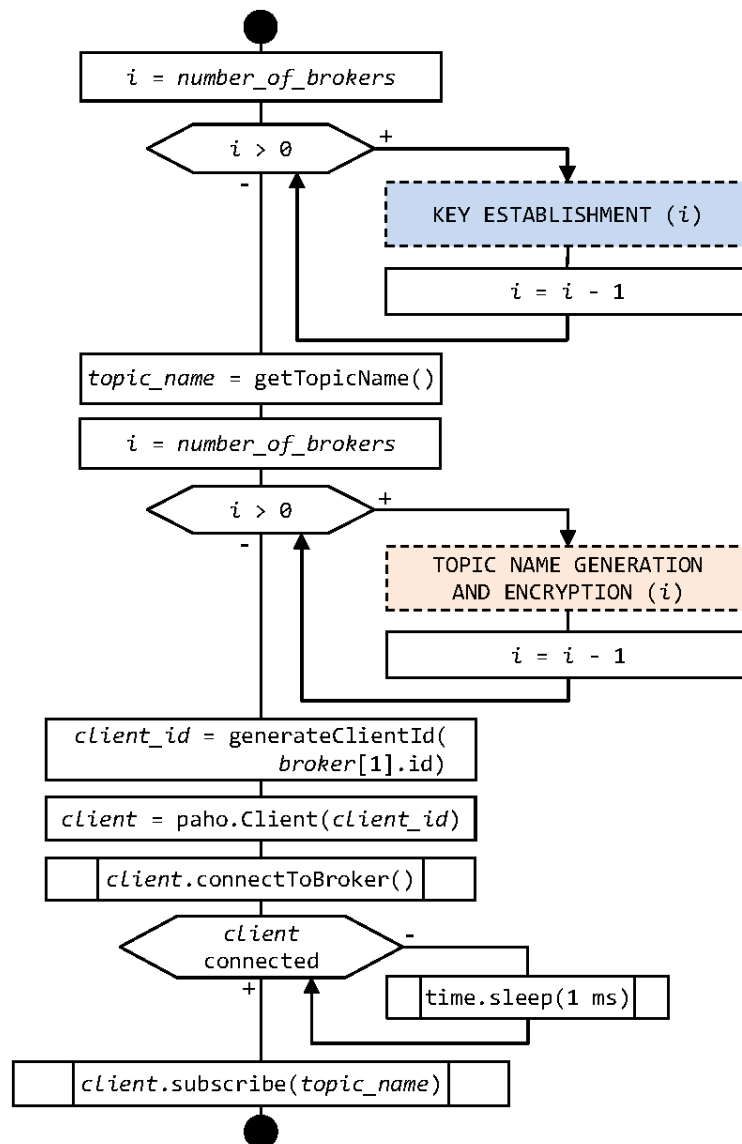 i = number_of_brokers
i > 0
+
-
KEY ESTABLISHMENT (i)
i = i - 1
topic_name = getTopicName()
i = number_of_brokers
i > 0
+
-
TOPIC NAME GENERATION
AND ENCRYPTION (i)
i = i - 1
client_id = generateClientId(
broker[1].id)
client = paho.Client(client_id)
client.connectToBroker()
client
connected
-
+
time.sleep(1 ms)
client.subscribe(topic_name)